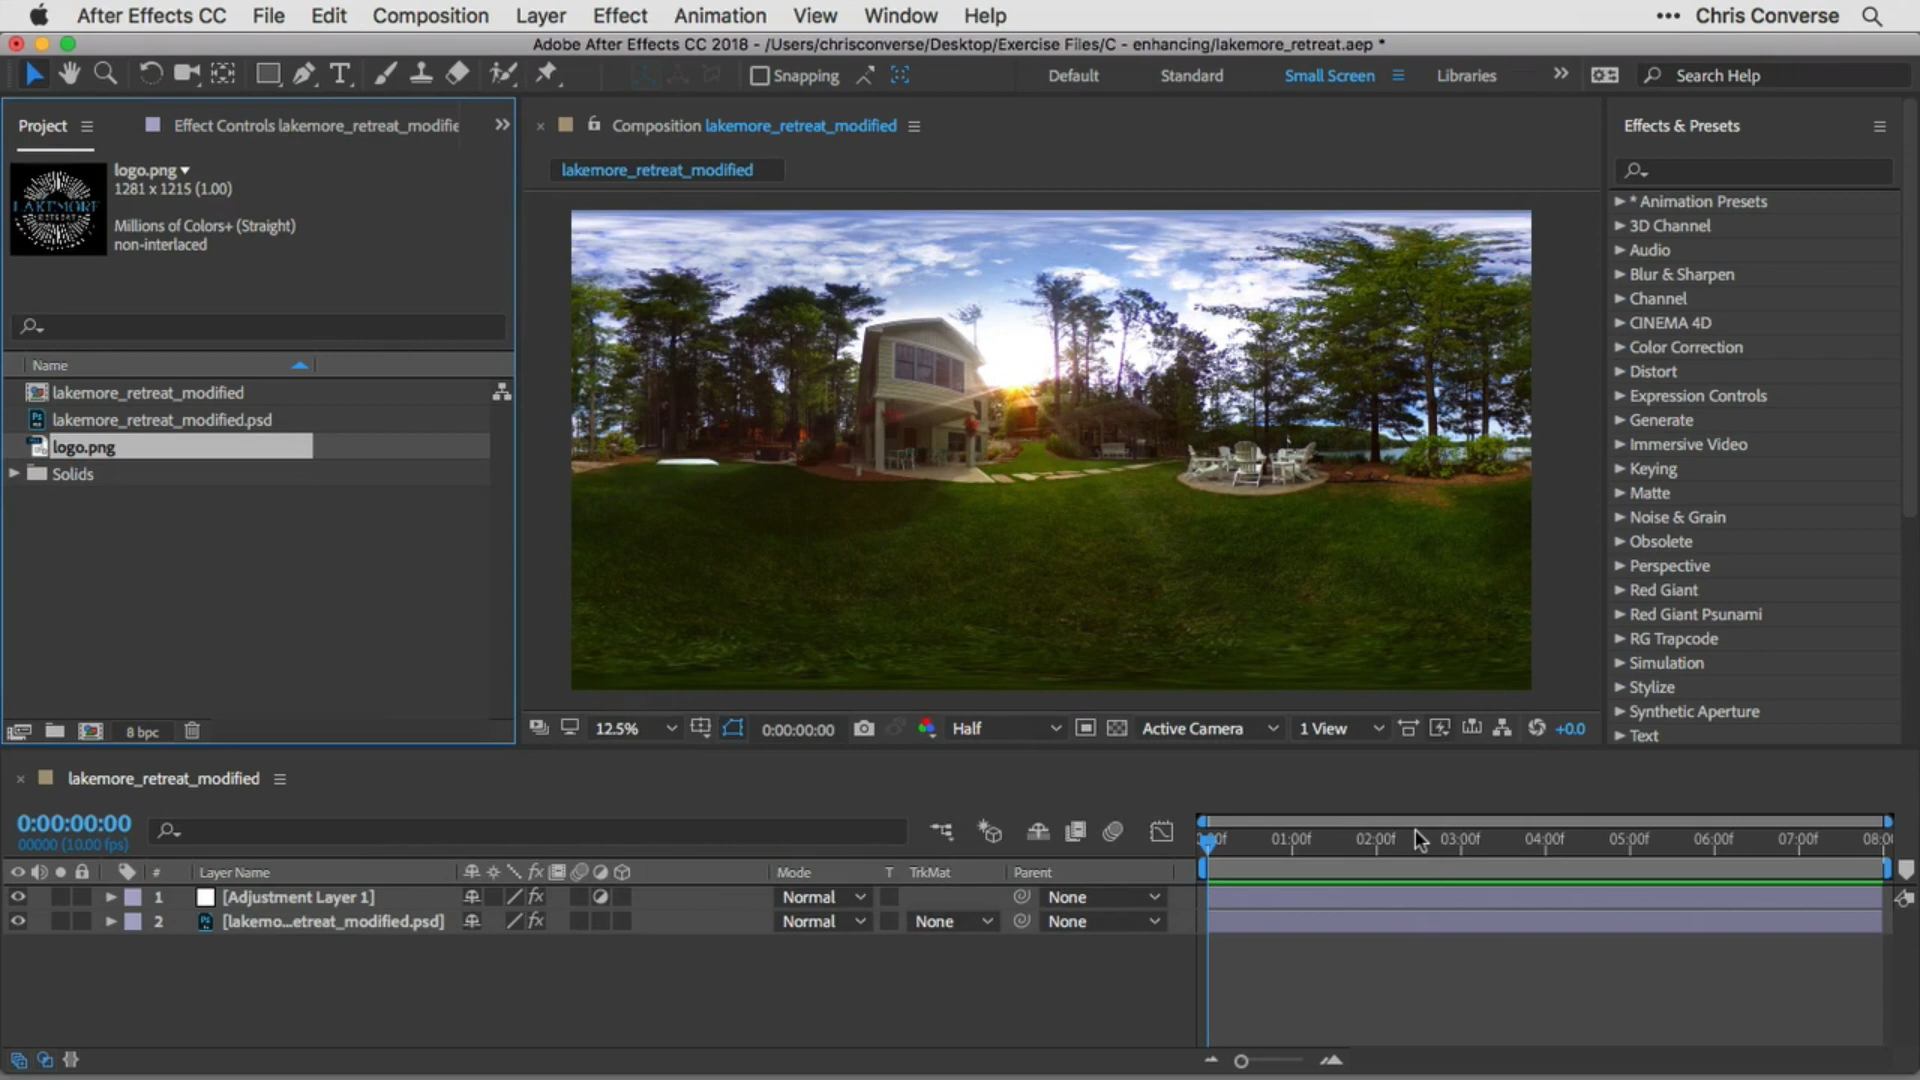 After Effects CC File Edit Composition Layer Effect Animation View Window Help ••• Chris Converse
Adobe After Effects CC 2018 - /Users/chrisconverse/Desktop/Exercise Files/C - enhancing/lakemore_retreat.aep *
Snapping Default Standard Small Screen Libraries Search Help
Project Effect Controls lakemore_retreat_modifie
Composition lakemore_retreat_modified
Effects & Presets
logo.png
1281 x 1215 (1.00)
Millions of Colors+ (Straight)
non-interlaced
LAKEMORE
RETREAT
lakemore_retreat_modified
* Animation Presets
3D Channel
Audio
Blur & Sharpen
Channel
CINEMA 4D
Color Correction
Distort
Expression Controls
Generate
Immersive Video
Keying
Matte
Noise & Grain
Obsolete
Perspective
Red Giant
Red Giant Psunami
RG Trapcode
Simulation
Stylize
Synthetic Aperture
Text
Name
lakemore_retreat_modified
lakemore_retreat_modified.psd
logo.png
Solids
8 bpc
12.5% 0:00:00:00 Half Active Camera 1 View +0.0
lakemore_retreat_modified
0:00:00:00
00000 (10.00 fps)
01:00f 02:00f 03:00f 04:00f 05:00f 06:00f 07:00f 08:0
# Layer Name fx Mode T TrkMat Parent
1 [Adjustment Layer 1] fx Normal None
2 [lakemo...etreat_modified.psd] fx Normal None None